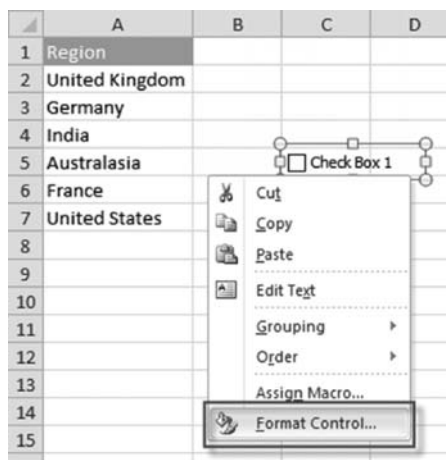 A B C D
1 Region
2 United Kingdom
3 Germany
4 India
5 Australasia Check Box 1
6 France Cut
7 United States Copy
8 Paste
9
10 Edit Text
11 Grouping
12 Order
13 Assign Macro...
14 Format Control...
15